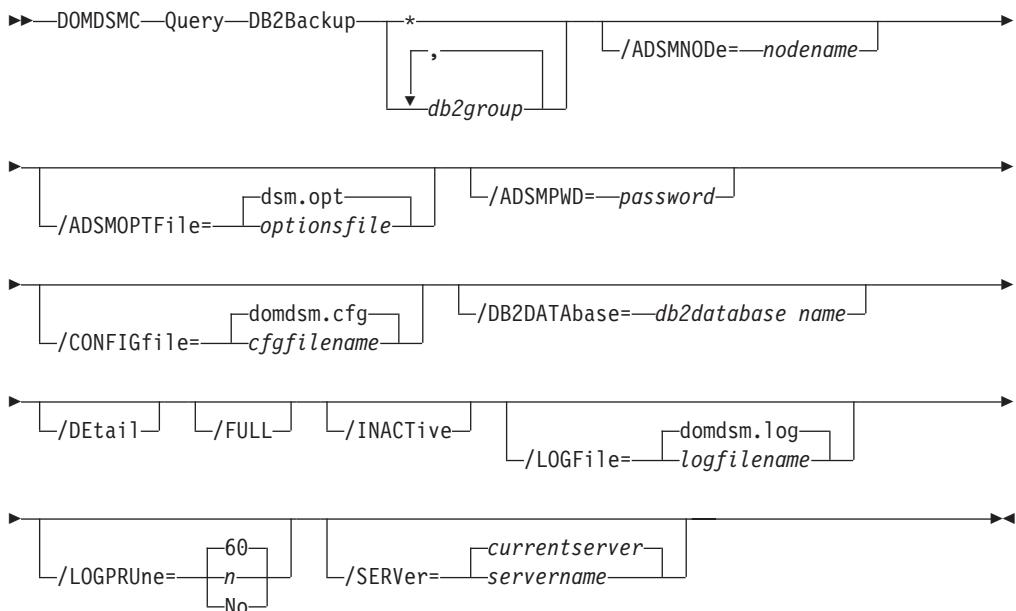 DOMDSMC Query DB2Backup * /ADSMNODe= nodename
,
db2group
/ADSMOPTFile= dsm.opt /ADSMPWD= password
optionsfile
/CONFIGfile= domdsm.cfg /DB2DATAbase= db2database name
cfgfilename
/DEtail /FULL /INACTive /LOGFile= domdsm.log
logfilename
/LOGPRUne= 60 /SERVer= currentserver
n servername
No